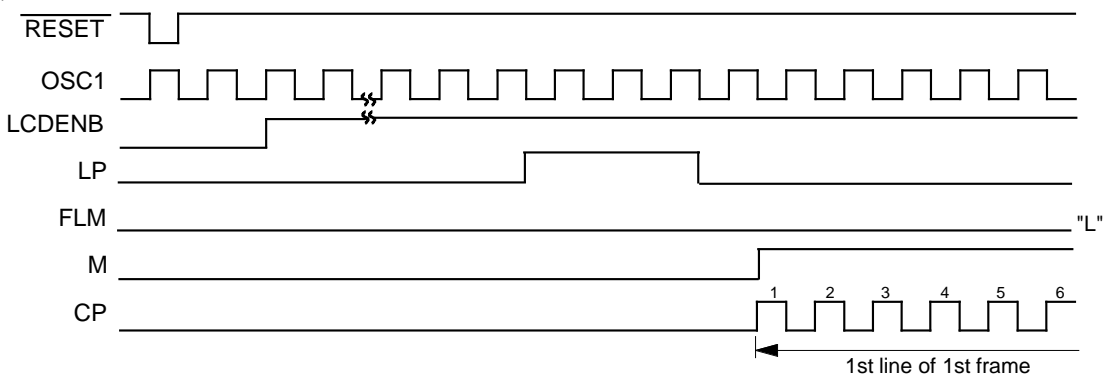 RESET
OSC1
LCDENB
LP
FLM "L"
M
CP 1 2 3 4 5 6
1st line of 1st frame